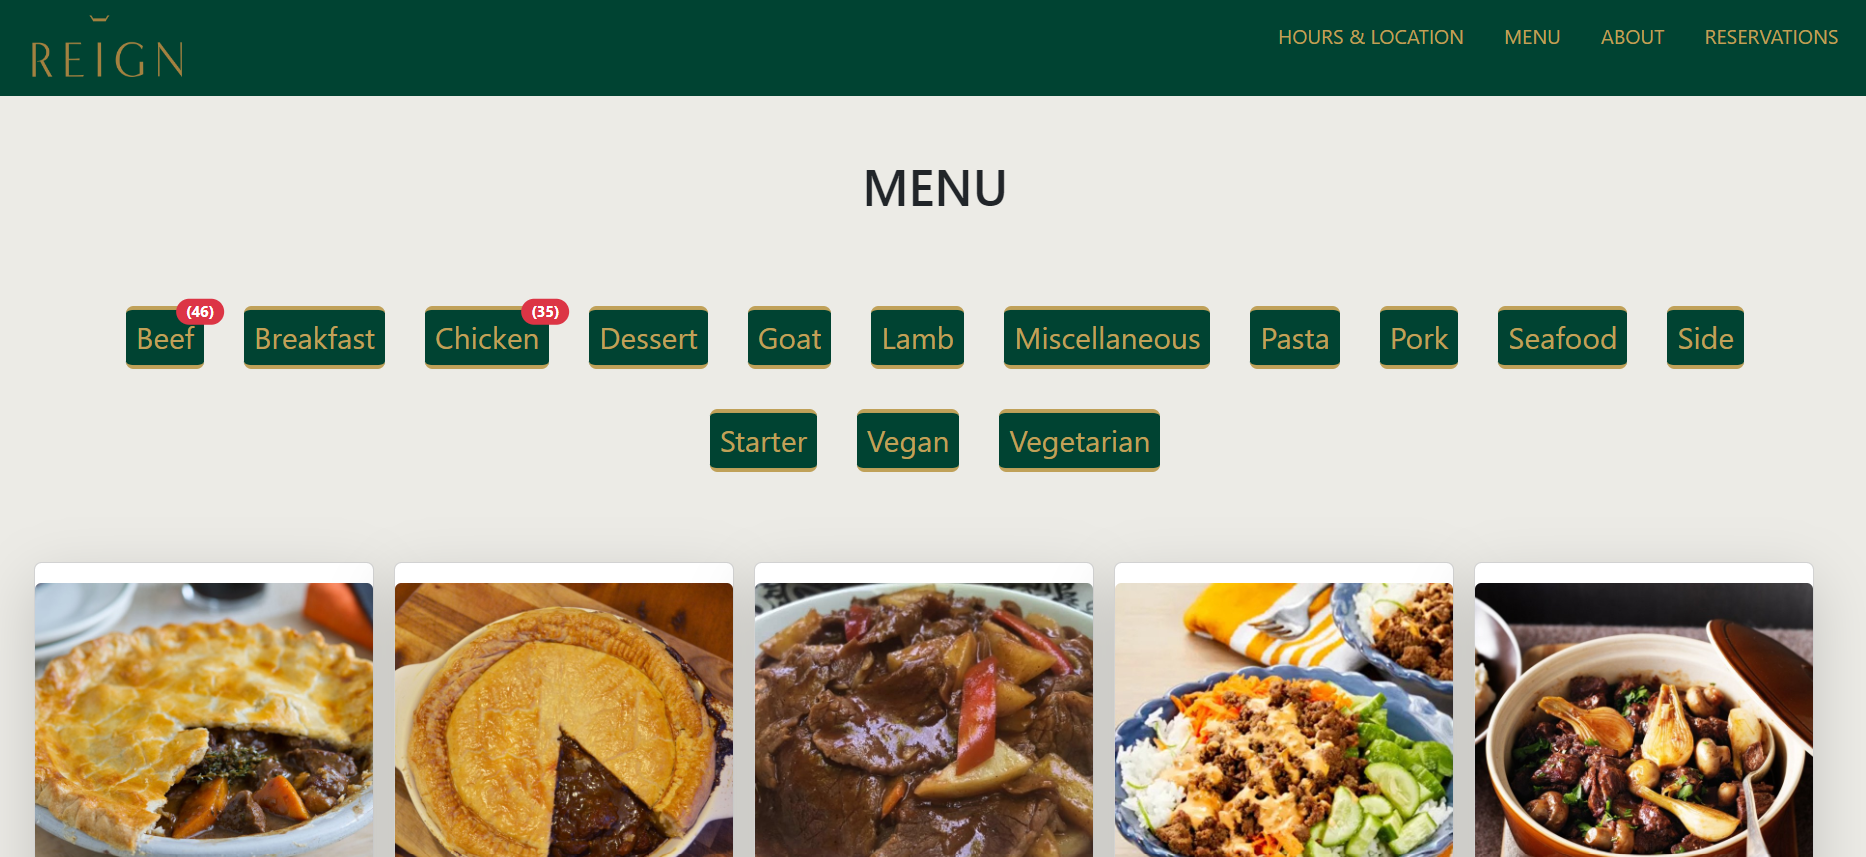 REIGN
HOURS & LOCATION MENU ABOUT RESERVATIONS
MENU
Beef (46) Breakfast Chicken (35) Dessert Goat Lamb Miscellaneous Pasta Pork Seafood Side
Starter Vegan Vegetarian